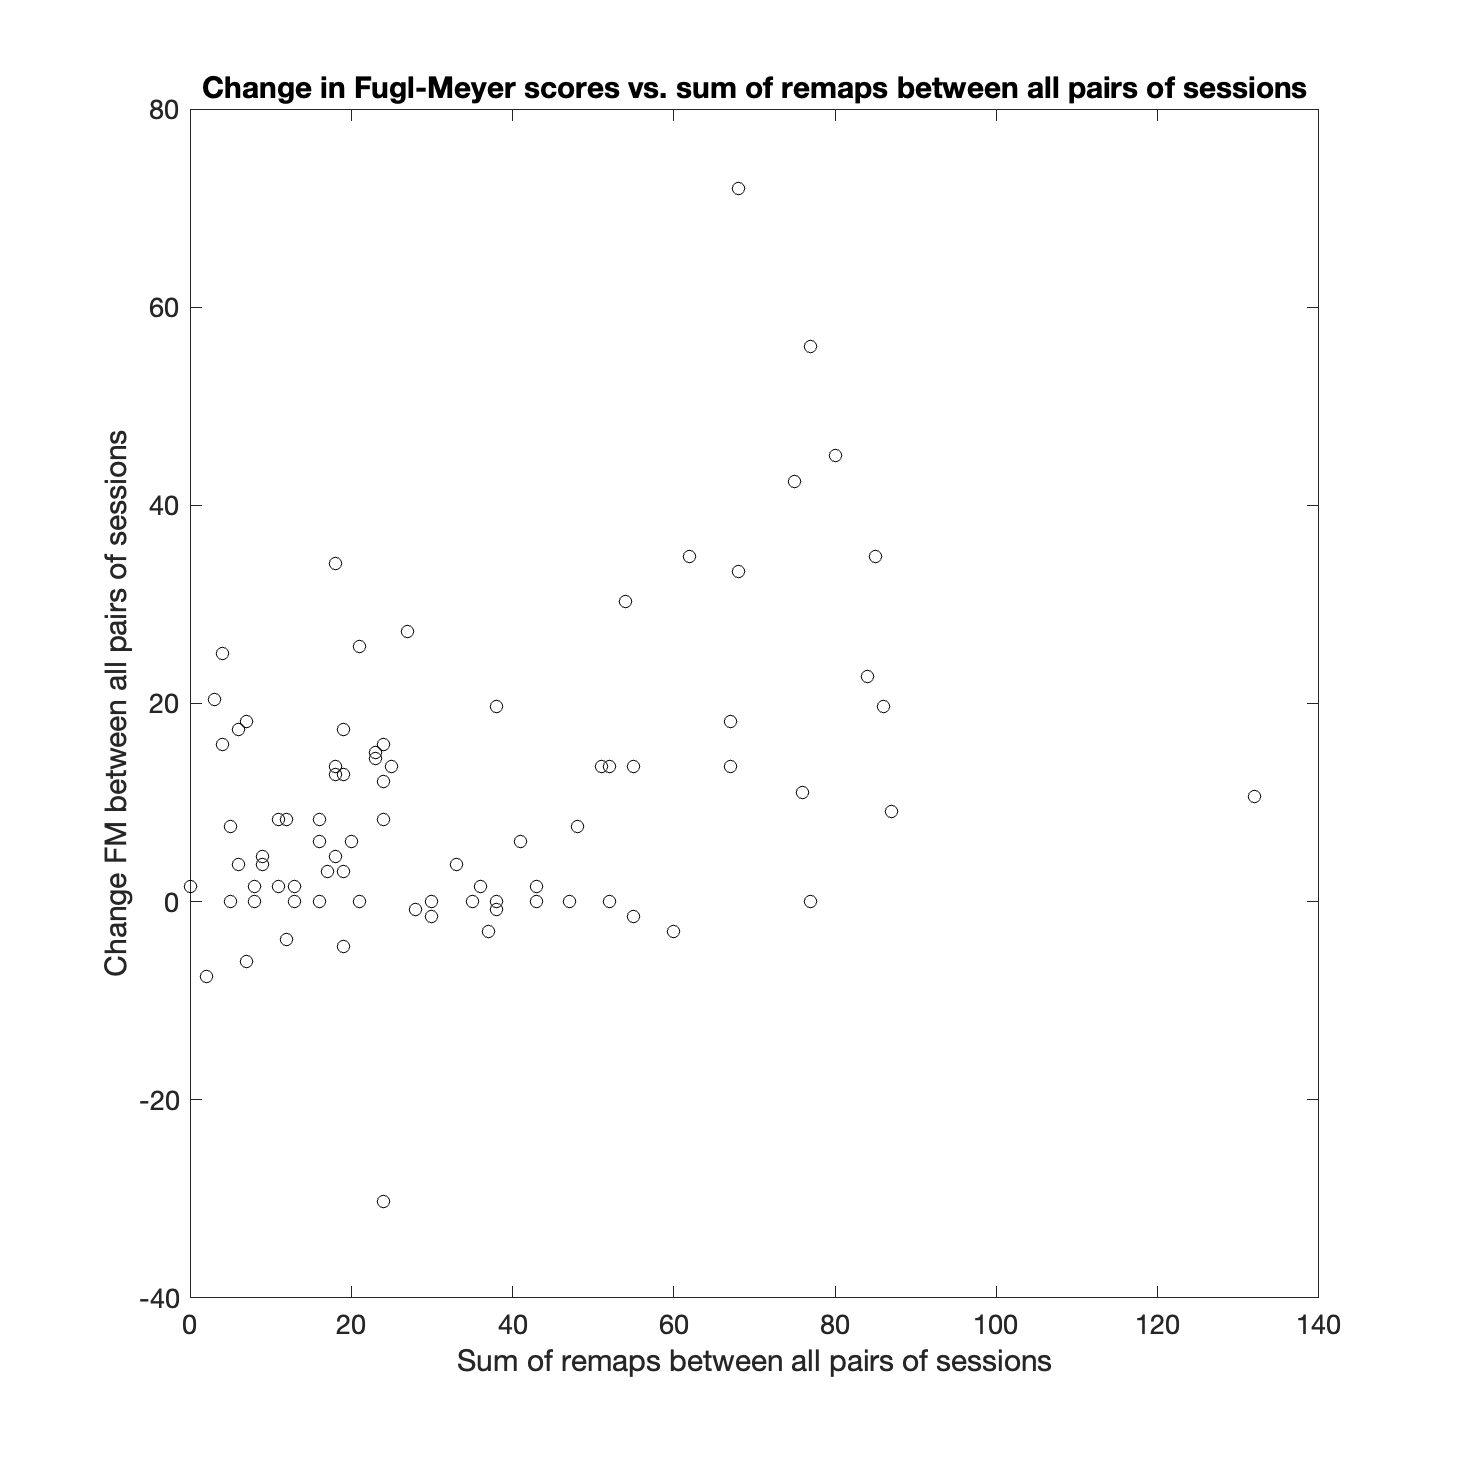 Change in Fugl-Meyer scores vs. sum of remaps between all pairs of sessions
80
60
40
20
0
-20
-40
Change FM between all pairs of sessions
0 20 40 60 80 100 120 140
Sum of remaps between all pairs of sessions